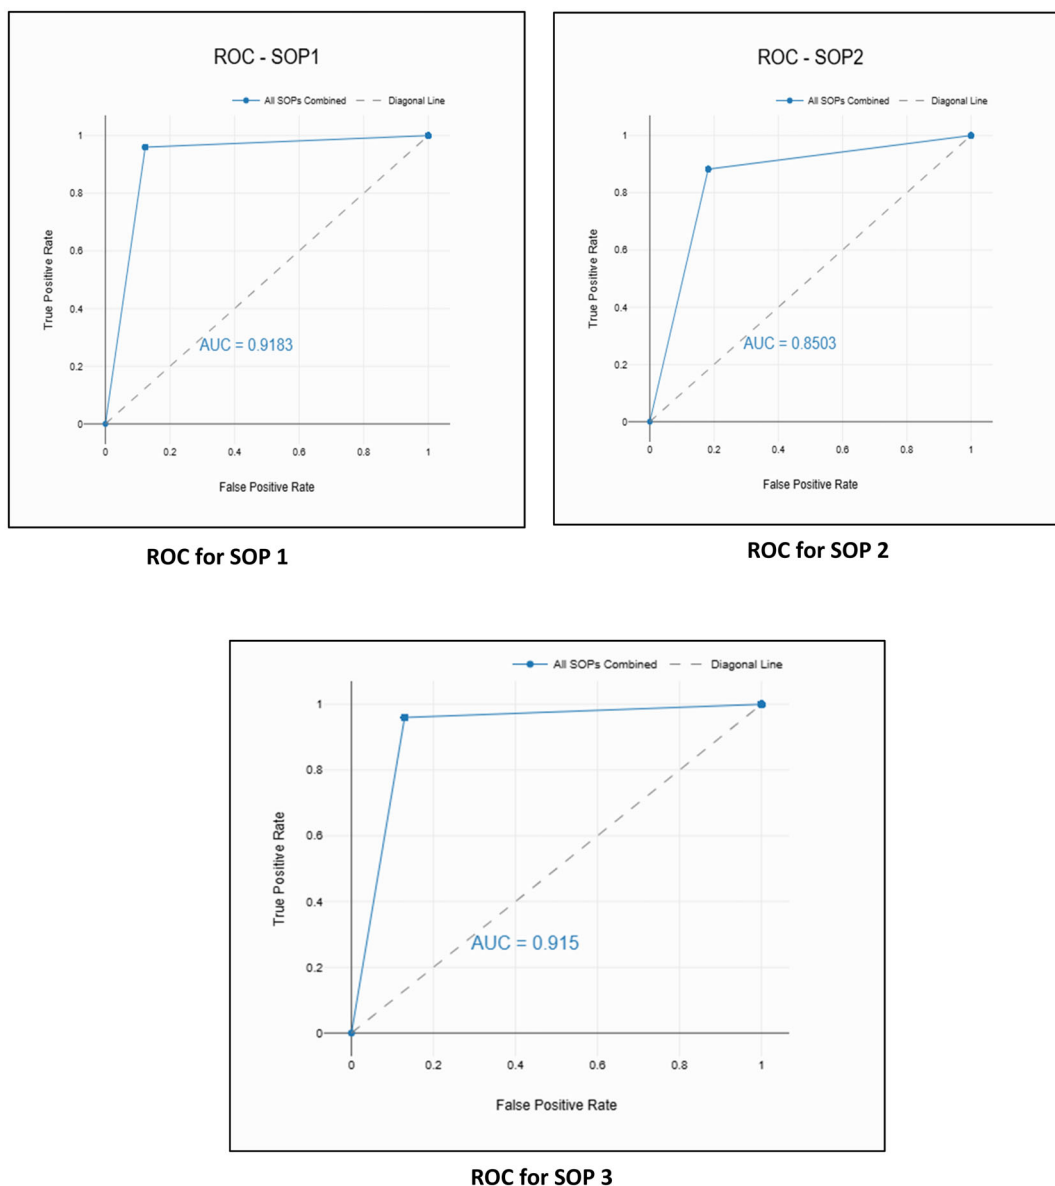 ROC - SOP1
All SOPs Combined
Diagonal Line
True Positive Rate
1
0.8
0.6
0.4
0.2
0
AUC = 0.9183
0 0.2 0.4 0.6 0.8 1
False Positive Rate
ROC for SOP 1
ROC - SOP2
All SOPs Combined
Diagonal Line
True Positive Rate
1
0.8
0.6
0.4
0.2
0
AUC = 0.8503
0 0.2 0.4 0.6 0.8 1
False Positive Rate
ROC for SOP 2
All SOPs Combined
Diagonal Line
True Positive Rate
1
0.8
0.6
0.4
0.2
0
AUC = 0.915
0 0.2 0.4 0.6 0.8 1
False Positive Rate
ROC for SOP 3